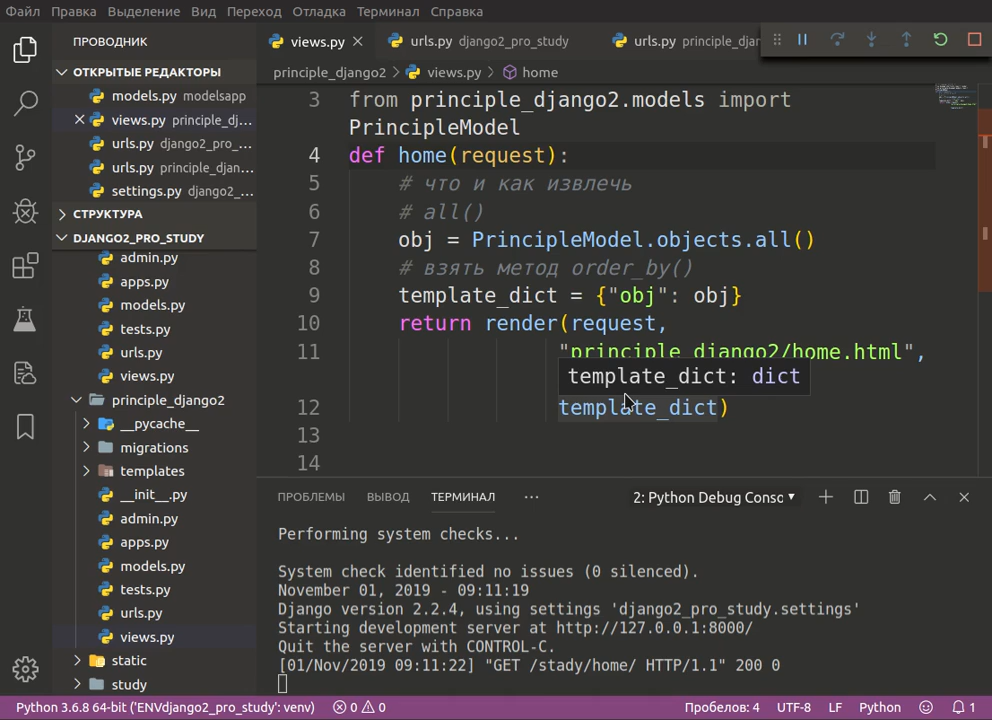 Файл Правка Выделение Вид Переход Отладка Терминал Справка
ПРОВОДНИК
ОТКРЫТЫЕ РЕДАКТОРЫ
models.py modelsapp
views.py principle_dj...
urls.py django2_pro_...
urls.py principle_djan...
settings.py django2_...
СТРУКТУРА
DJANGO2_PRO_STUDY
admin.py
apps.py
models.py
tests.py
urls.py
views.py
principle_django2
__pycache__
migrations
templates
__init__.py
admin.py
apps.py
models.py
tests.py
urls.py
views.py
static
study
views.py urls.py django2_pro_study urls.py principle_djan
principle_django2 > views.py > home
3 from principle_django2.models import
PrincipleModel
4 def home(request):
5 # что и как извлечь
6 # all()
7 obj = PrincipleModel.objects.all()
8 # взять метод order_by()
9 template_dict = {"obj": obj}
10 return render(request,
11 "principle_django2/home.html",
template_dict: dict
12 template_dict)
13
14
ПРОБЛЕМЫ ВЫВОД ТЕРМИНАЛ ... 2: Python Debug Consc
Performing system checks...
System check identified no issues (0 silenced).
November 01, 2019 - 09:11:19
Django version 2.2.4, using settings 'django2_pro_study.settings'
Starting development server at http://127.0.0.1:8000/
Quit the server with CONTROL-C.
[01/Nov/2019 09:11:22] "GET /stady/home/ HTTP/1.1" 200 0
Python 3.6.8 64-bit ('ENVdjango2_pro_study': venv) 0 0 Пробелов: 4 UTF-8 LF Python 1